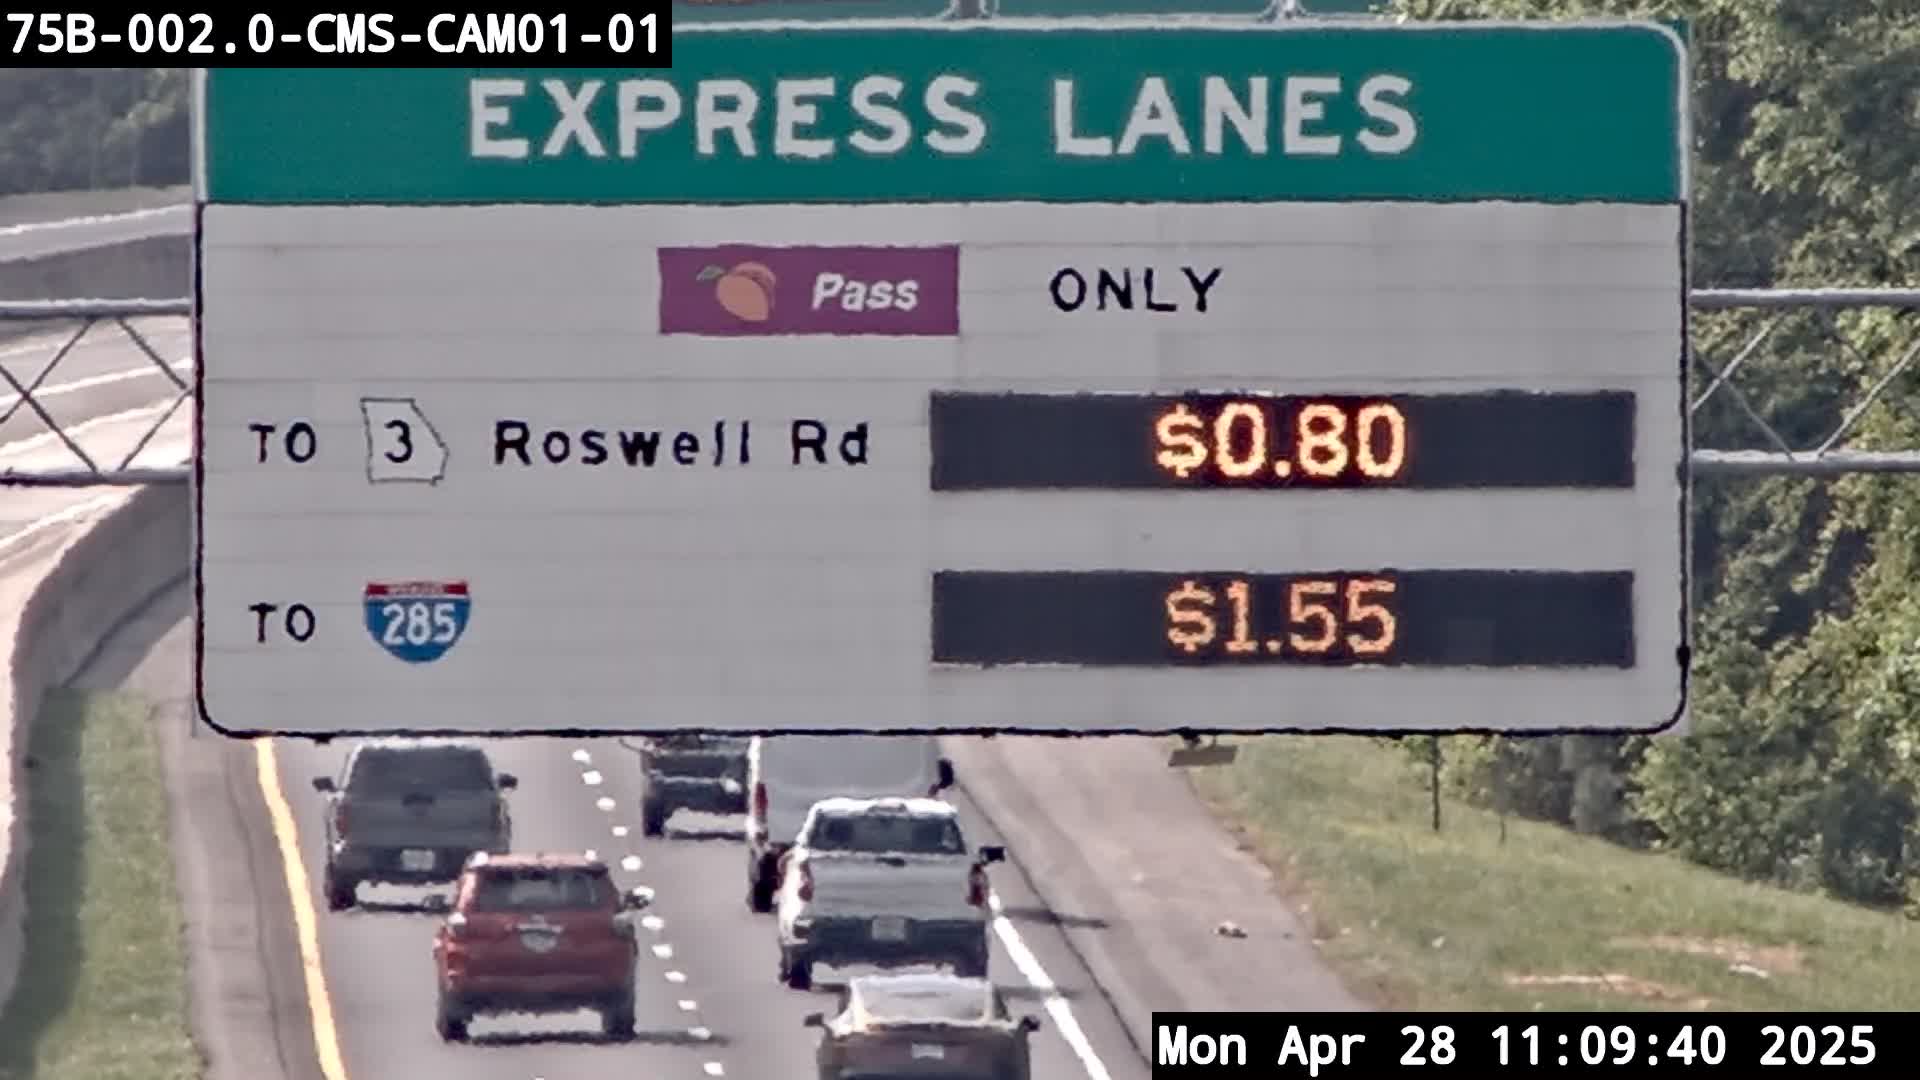 75B-002.0-CMS-CAM01-01
EXPRESS LANES
Pass ONLY
TO 3 Roswell Rd $0.80
TO 285 $1.55
Mon Apr 28 11:09:40 2025